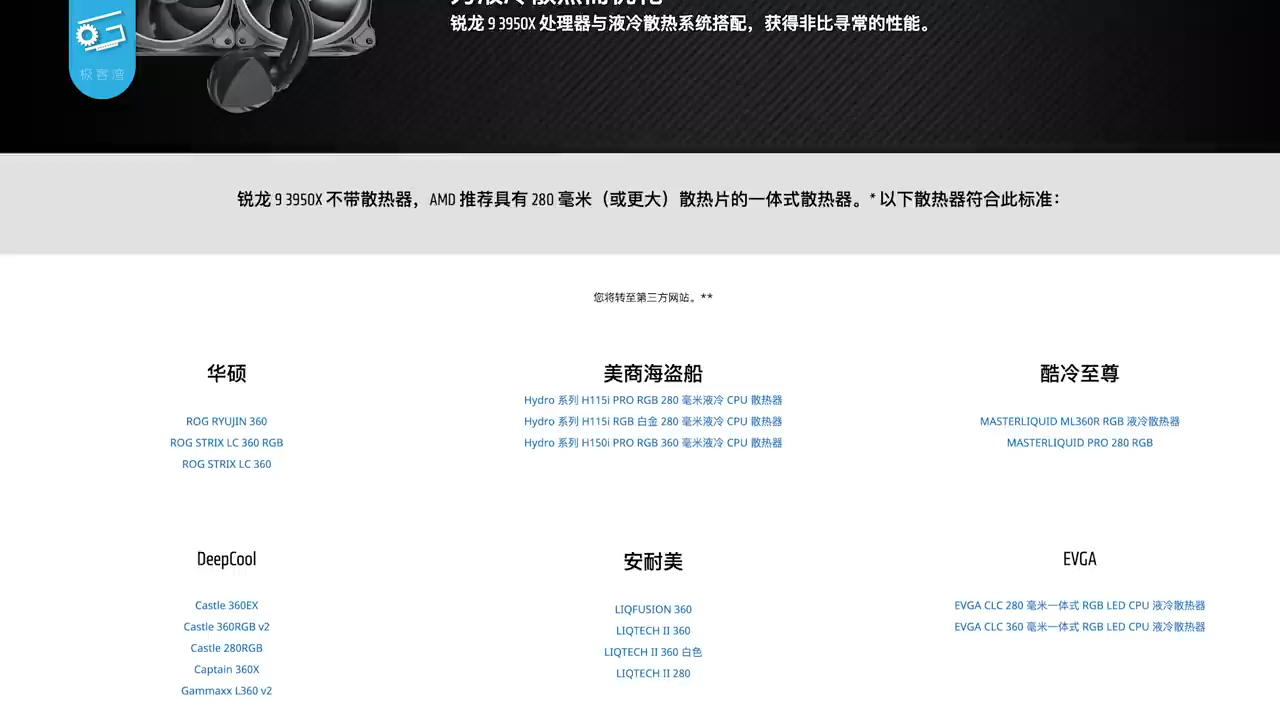 为液冷散热而优化
锐龙 9 3950X 处理器与液冷散热系统搭配，获得非比寻常的性能。
极客湾
锐龙 9 3950X 不带散热器，AMD 推荐具有 280 毫米（或更大）散热片的一体式散热器。* 以下散热器符合此标准：
您将转至第三方网站。**
华硕
ROG RYUJIN 360
ROG STRIX LC 360 RGB
ROG STRIX LC 360
美商海盗船
Hydro 系列 H115i PRO RGB 280 毫米液冷 CPU 散热器
Hydro 系列 H115i RGB 白金 280 毫米液冷 CPU 散热器
Hydro 系列 H150i PRO RGB 360 毫米液冷 CPU 散热器
酷冷至尊
MASTERLIQUID ML360R RGB 液冷散热器
MASTERLIQUID PRO 280 RGB
DeepCool
Castle 360EX
Castle 360RGB v2
Castle 280RGB
Captain 360X
Gammaxx L360 v2
安耐美
LIQFUSION 360
LIQTECH II 360
LIQTECH II 360 白色
LIQTECH II 280
EVGA
EVGA CLC 280 毫米一体式 RGB LED CPU 液冷散热器
EVGA CLC 360 毫米一体式 RGB LED CPU 液冷散热器